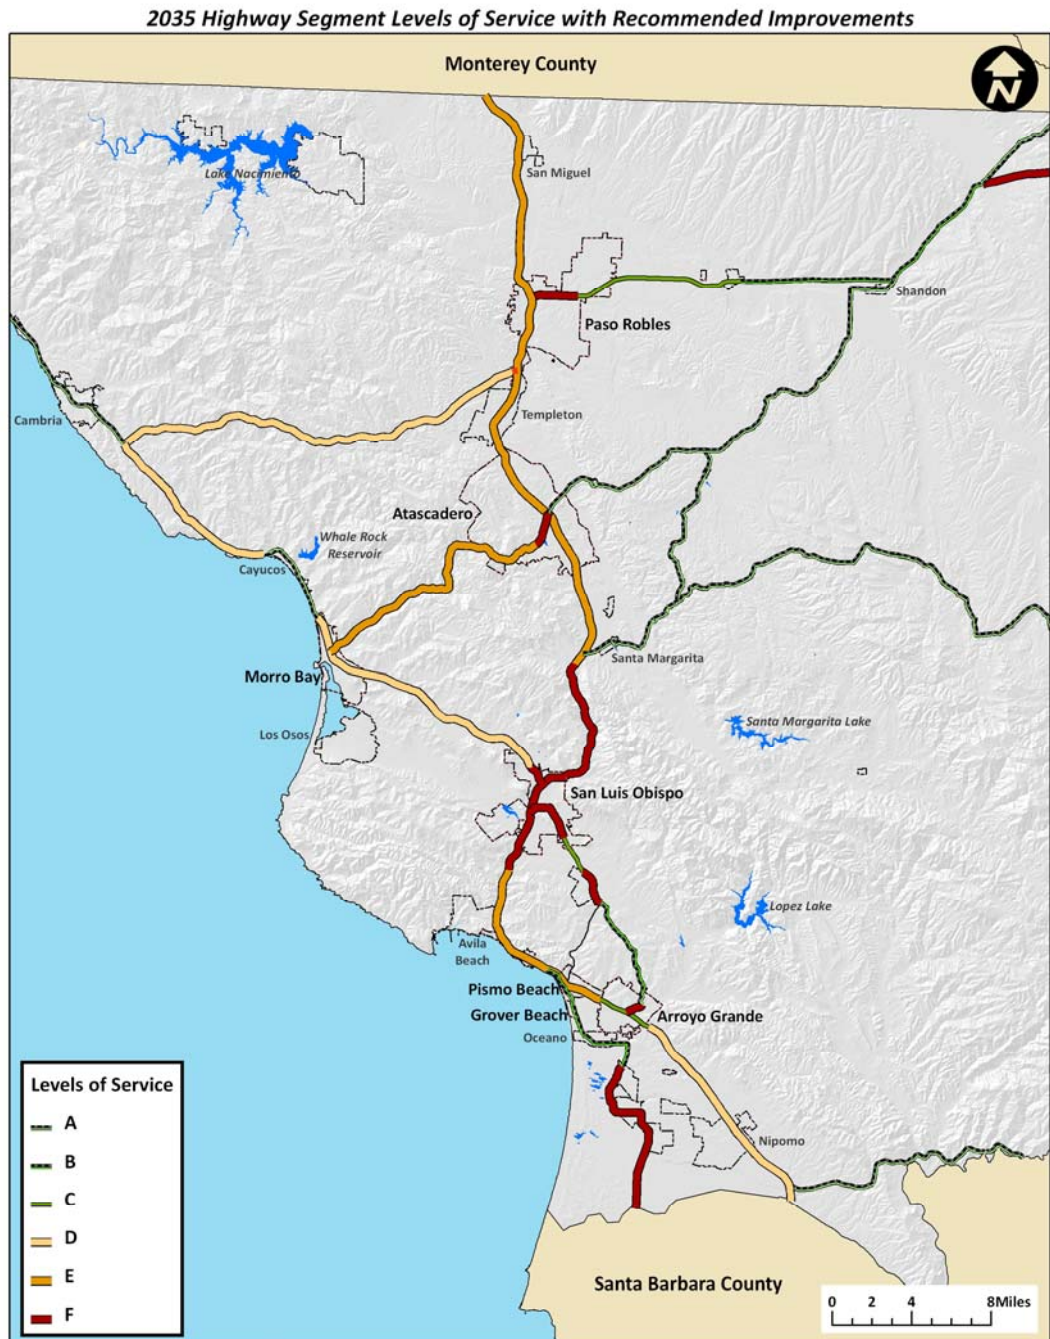 2035 Highway Segment Levels of Service with Recommended Improvements
Monterey County
N
San Miguel
Lake Nacimiento
Shandon
Paso Robles
Cambria
Templeton
Atascadero
Whale Rock
Reservoir
Cayucos
Santa Margarita
Morro Bay
Santa Margarita Lake
Los Osos
San Luis Obispo
Lopez Lake
Avila
Beach
Pismo Beach
Grover Beach
Arroyo Grande
Oceano
Nipomo
Levels of Service
A
B
C
D
E
F
Santa Barbara County
0 2 4 8Miles